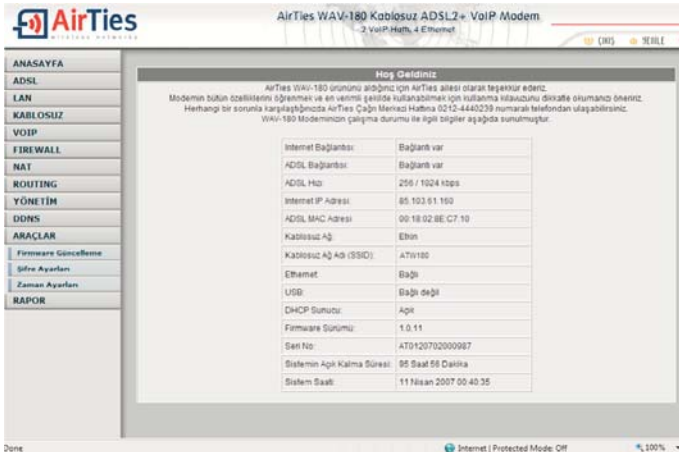 AirTies
wireless networks
AirTies WAV-180 Kablosuz ADSL2+ VoIP Modem
2 VoIP Hattı, 4 Ethernet
ÇIKIŞ
YENİLE
ANASAYFA
ADSL
LAN
KABLOSUZ
VOIP
FIREWALL
NAT
ROUTING
YÖNETİM
DDNS
ARAÇLAR
Firmware Güncelleme
Şifre Ayarları
Zaman Ayarları
RAPOR
Hoş Geldiniz
AirTies WAV-180 ürününü aldığınız için AirTies ailesi olarak teşekkür ederiz.
Modemin bütün özelliklerini öğrenmek ve en verimli şekilde kullanabilmek için kullanma kılavuzunu dikkatle okumanızı öneririz.
Herhangi bir sorunla karşılaştığınızda AirTies Çağrı Merkezi Hattına 0212-4440239 numaralı telefondan ulaşabilirsiniz.
WAV-180 Modeminizin çalışma durumu ile ilgili bilgiler aşağıda sunulmuştur.
Internet Bağlantısı: Bağlantı var
ADSL Bağlantısı: Bağlantı var
ADSL Hızı: 256 / 1024 kbps
Internet IP Adresi: 85.103.61.160
ADSL MAC Adresi: 00:18:02:8E:C7:10
Kablosuz Ağ: Etkin
Kablosuz Ağ Adı (SSID): ATW180
Ethernet: Bağlı
USB: Bağlı değil
DHCP Sunucu: Açık
Firmware Sürümü: 1.0.11
Seri No: AT0120702000987
Sistemin Açık Kalma Süresi: 95 Saat 56 Dakika
Sistem Saati: 11 Nisan 2007 00:40:35
Done
Internet | Protected Mode: Off
100%